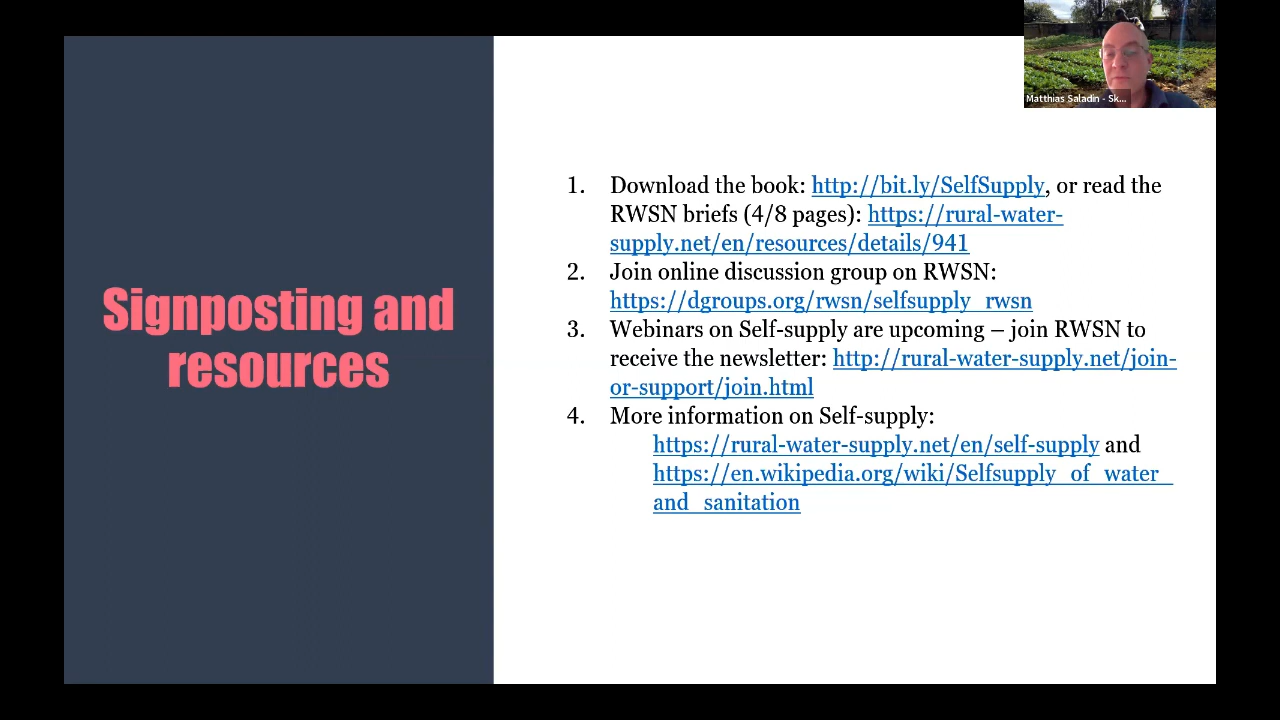 Matthias Saladin - Sk...
Signposting and
resources
1. Download the book: http://bit.ly/SelfSupply, or read the
RWSN briefs (4/8 pages): https://rural-water-
supply.net/en/resources/details/941
2. Join online discussion group on RWSN:
https://dgroups.org/rwsn/selfsupply_rwsn
3. Webinars on Self-supply are upcoming – join RWSN to
receive the newsletter: http://rural-water-supply.net/join-
or-support/join.html
4. More information on Self-supply:
https://rural-water-supply.net/en/self-supply and
https://en.wikipedia.org/wiki/Selfsupply_of_water_
and_sanitation